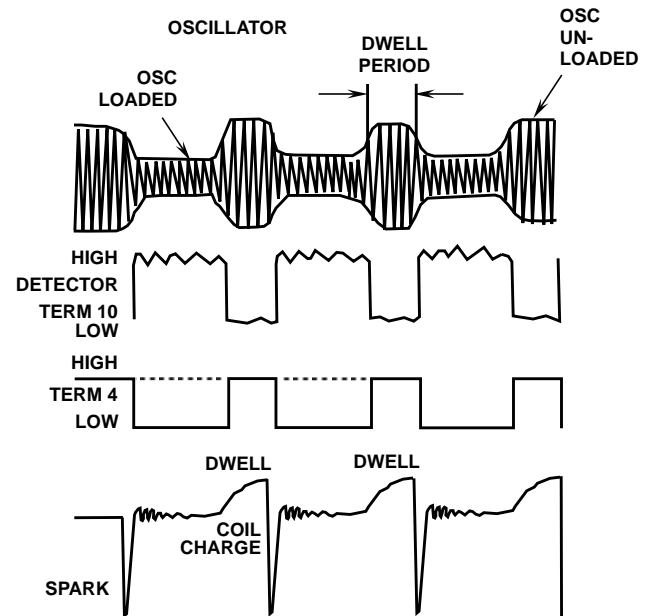 OSCILLATOR
OSC
UN-
LOADED
DWELL
PERIOD
OSC
LOADED
HIGH
DETECTOR
TERM 10
LOW
HIGH
TERM 4
LOW
DWELL
DWELL
COIL
CHARGE
SPARK